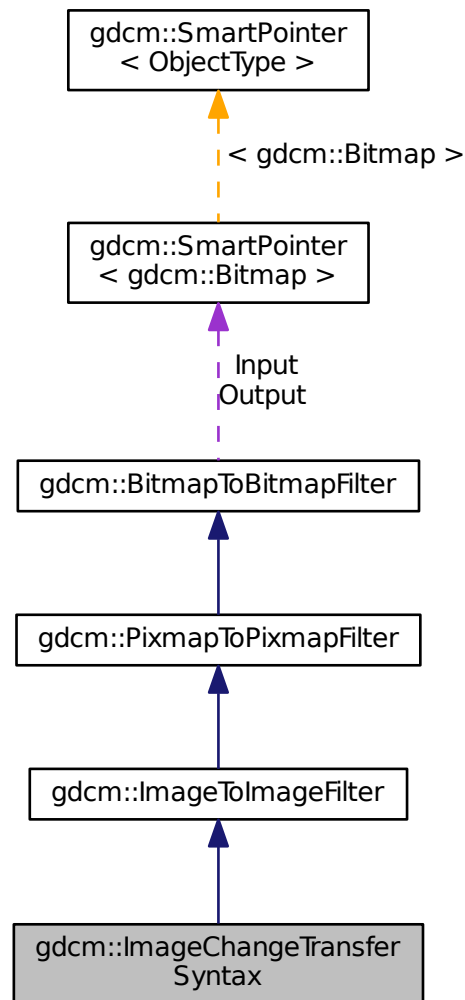 gdcm::SmartPointer
< ObjectType >
< gdcm::Bitmap >
gdcm::SmartPointer
< gdcm::Bitmap >
Input
Output
gdcm::BitmapToBitmapFilter
gdcm::PixmapToPixmapFilter
gdcm::ImageToImageFilter
gdcm::ImageChangeTransfer
Syntax